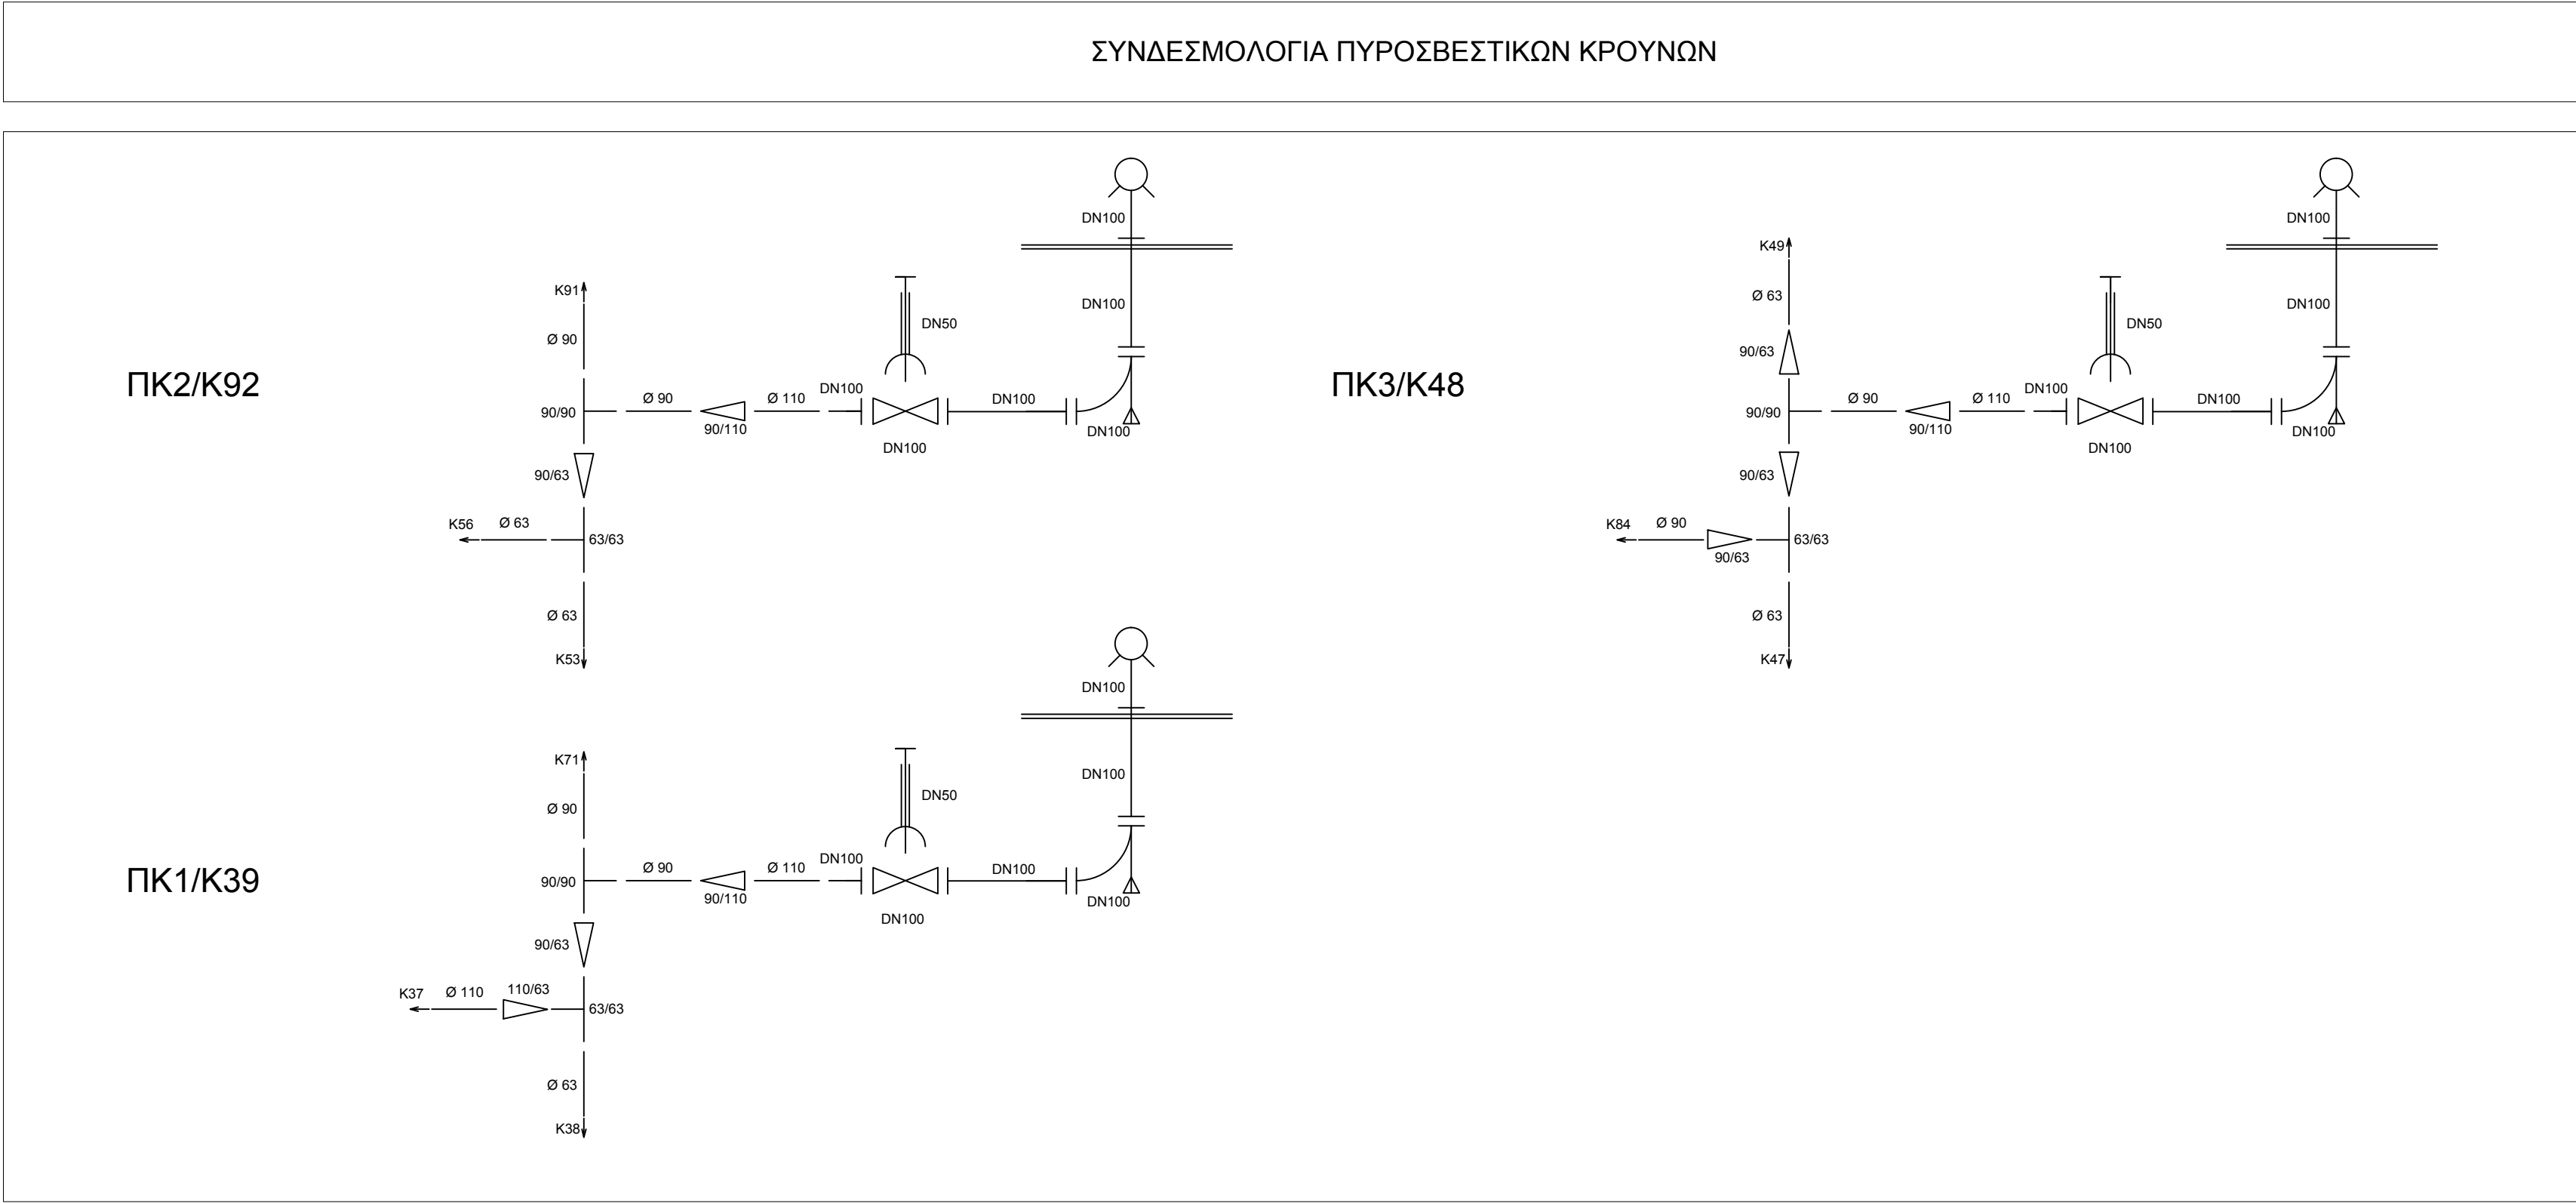 ΣΥΝΔΕΣΜΟΛΟΓΙΑ ΠΥΡΟΣΒΕΣΤΙΚΩΝ ΚΡΟΥΝΩΝ
ΠΚ2/Κ92
K91
Ø 90
90/90
Ø 90
90/110
Ø 110
DN100
DN50
DN100
DN100
DN100
DN100
DN100
90/63
K56
Ø 63
63/63
Ø 63
K53
ΠΚ3/Κ48
K49
Ø 63
90/63
90/90
Ø 90
90/110
Ø 110
DN100
DN50
DN100
DN100
DN100
DN100
DN100
90/63
K84
Ø 90
90/63
63/63
Ø 63
K47
ΠΚ1/Κ39
K71
Ø 90
90/90
Ø 90
90/110
Ø 110
DN100
DN50
DN100
DN100
DN100
DN100
DN100
90/63
K37
Ø 110
110/63
63/63
Ø 63
K38